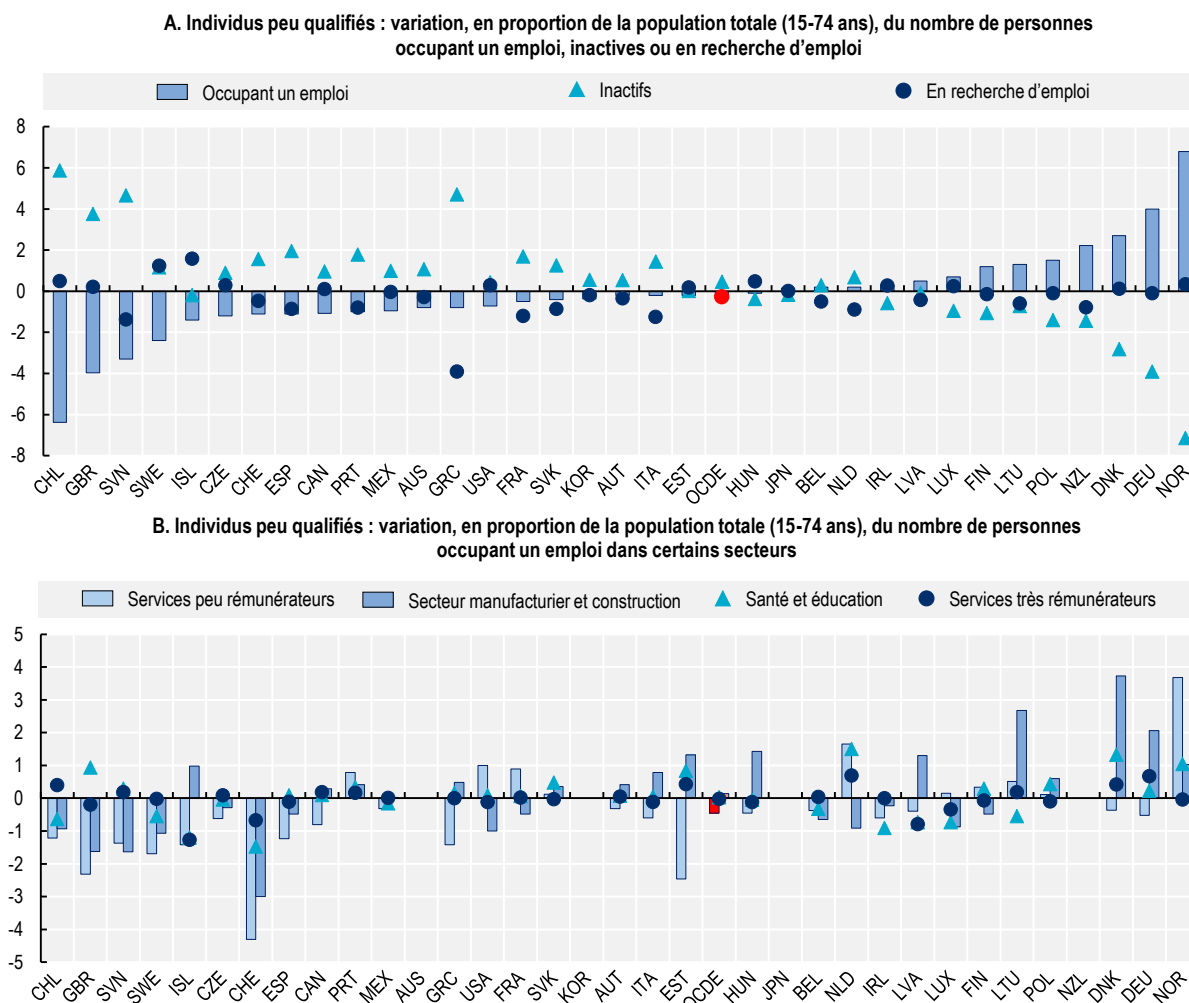 A. Individus peu qualifiés : variation, en proportion de la population totale (15-74 ans), du nombre de personnes
occupant un emploi, inactives ou en recherche d’emploi
Occupant un emploi Inactifs En recherche d’emploi
8
6
4
2
0
-2
-4
-6
-8
CHL GBR SVN SWE ISL CZE CHE ESP CAN PRT MEX AUS GRC USA FRA SVK KOR AUT ITA EST OCDE HUN JPN BEL NLD IRL LVA LUX FIN LTU POL NZL DNK DEU NOR
B. Individus peu qualifiés : variation, en proportion de la population totale (15-74 ans), du nombre de personnes
occupant un emploi dans certains secteurs
Services peu rémunérateurs Secteur manufacturier et construction Santé et éducation Services très rémunérateurs
5
4
3
2
1
0
-1
-2
-3
-4
-5
CHL GBR SVN SWE ISL CZE CHE ESP CAN PRT MEX AUS GRC USA FRA SVK KOR AUT ITA EST OCDE HUN JPN BEL NLD IRL LVA LUX FIN LTU POL NZL DNK DEU NOR